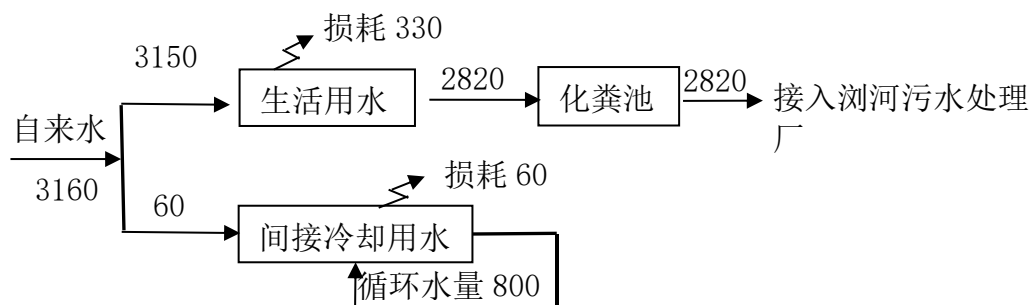 损耗 330
3150
生活用水
2820
化粪池
2820
接入浏河污水处理
厂
自来水
3160
60
损耗 60
间接冷却用水
循环水量 800